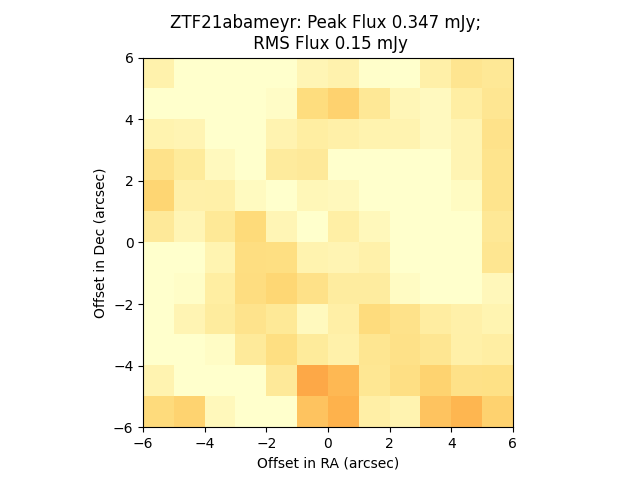 ZTF21abameyr: Peak Flux 0.347 mJy;
RMS Flux 0.15 mJy
6
4
2
0
−2
−4
−6
Offset in Dec (arcsec)
−6 −4 −2 0 2 4 6
Offset in RA (arcsec)